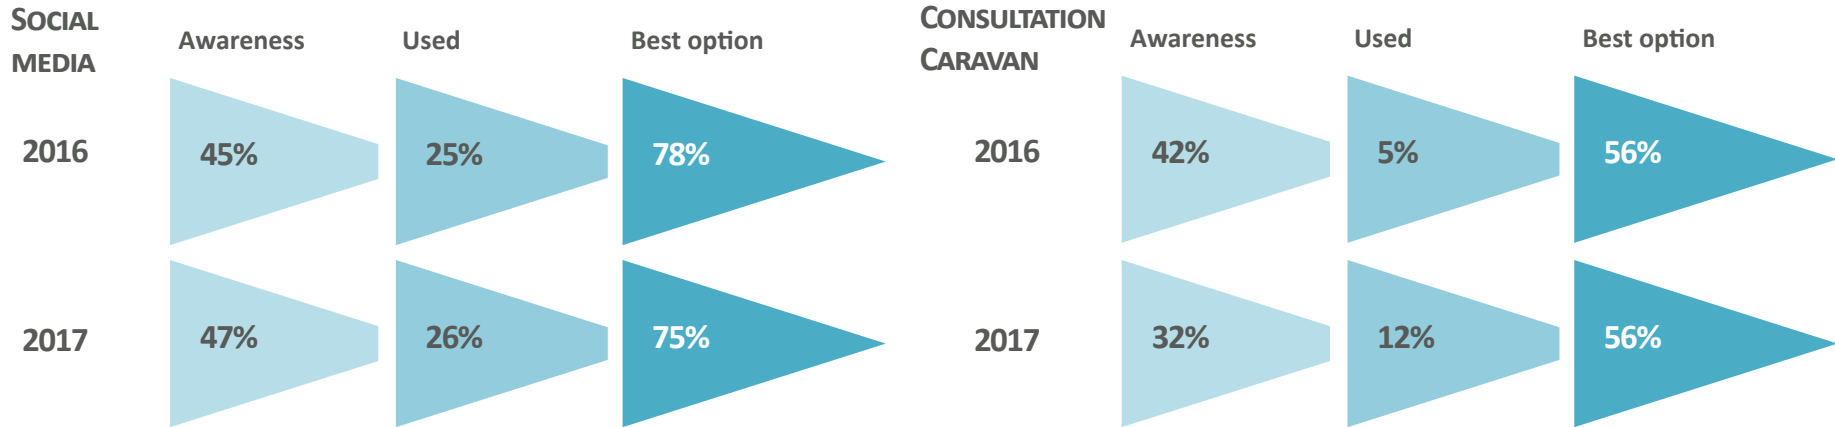 SOCIAL
MEDIA
Awareness Used Best option
2016 45% 25% 78%
2017 47% 26% 75%
CONSULTATION
CARAVAN
Awareness Used Best option
2016 42% 5% 56%
2017 32% 12% 56%